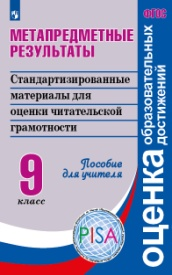 ФГОС
МЕТАПРЕДМЕТНЫЕ
РЕЗУЛЬТАТЫ
Стандартизированные
материалы для
оценки читательской
грамотности
9
класс
Пособие
для учителя
PISA
оценка
образовательных
достижений